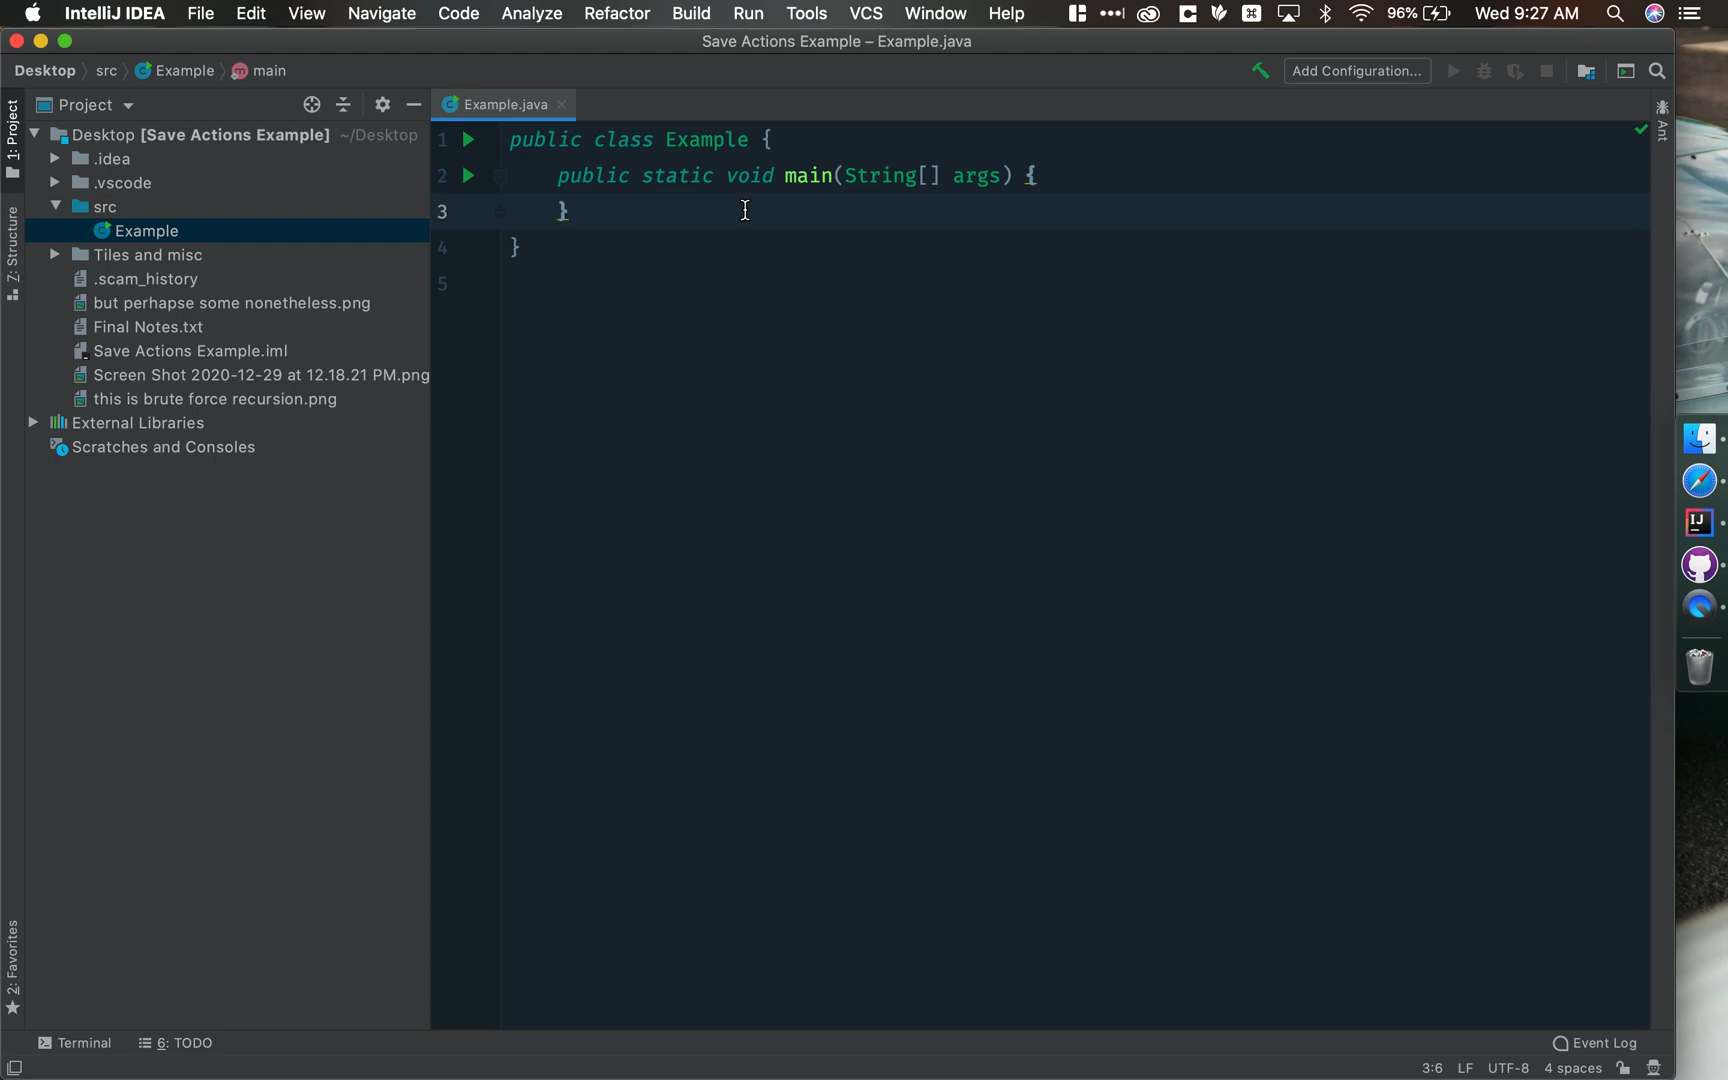 IntelliJ IDEA File Edit View Navigate Code Analyze Refactor Build Run Tools VCS Window Help 96% Wed 9:27 AM
Save Actions Example – Example.java
Desktop src Example main Add Configuration...
Project Example.java
1: Project
Z: Structure
2: Favorites
Desktop [Save Actions Example] ~/Desktop
.idea
.vscode
src
Example
Tiles and misc
.scam_history
but perhapse some nonetheless.png
Final Notes.txt
Save Actions Example.iml
Screen Shot 2020-12-29 at 12.18.21 PM.png
this is brute force recursion.png
External Libraries
Scratches and Consoles
1 public class Example {
2 public static void main(String[] args) {
3 }
4 }
5
Ant
IJ
Terminal 6: TODO Event Log
3:6 LF UTF-8 4 spaces